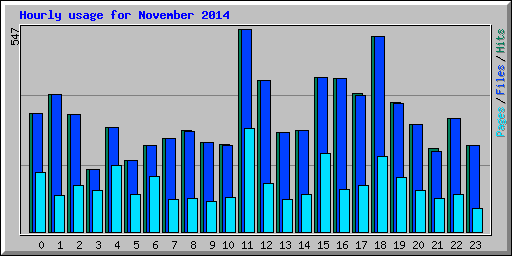 Hourly usage for November 2014
547
Pages/Files/Hits
0 1 2 3 4 5 6 7 8 9 10 11 12 13 14 15 16 17 18 19 20 21 22 23